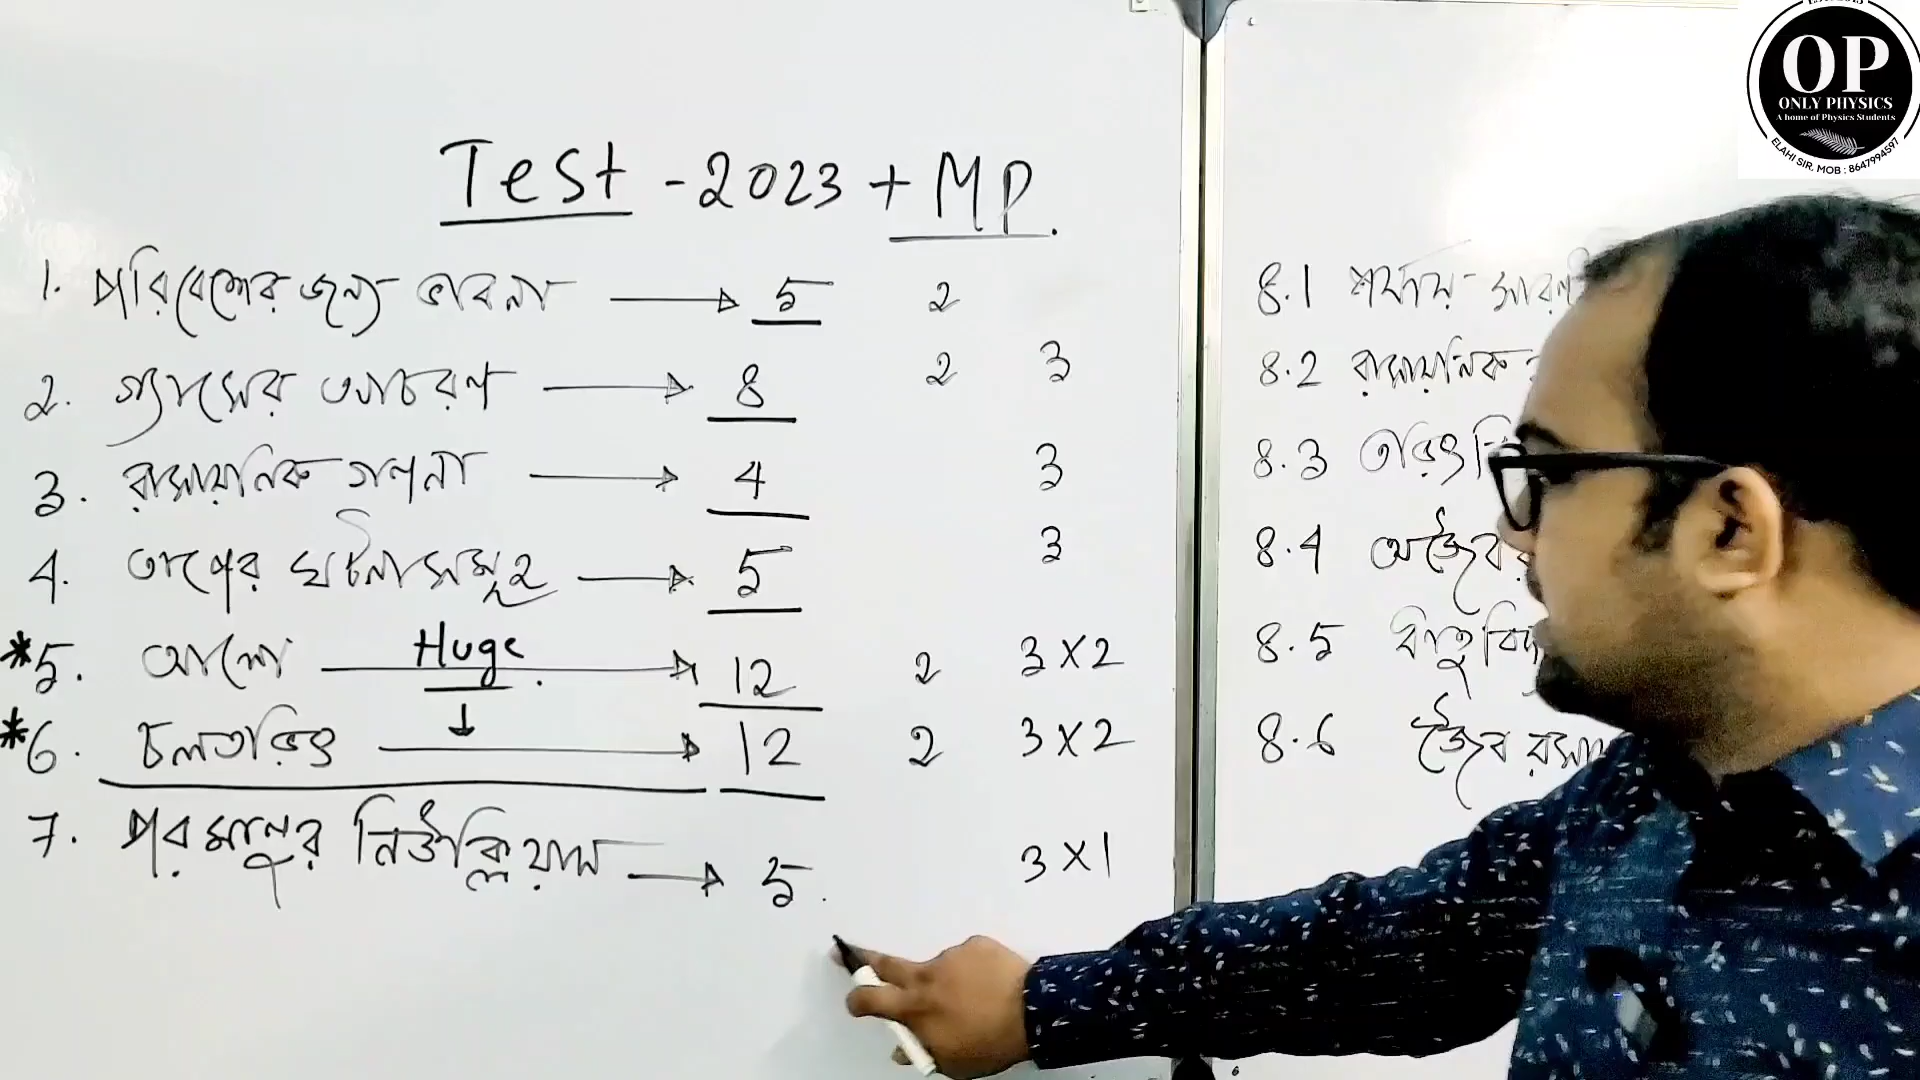 Test - 2023 + MP.
1. পরিবেশের জন্য ভাবনা → 5 2
2. গ্যাসের আচরণ → 8 2 3
3. রাসায়নিক গণনা → 4 3
4. তাপের ঘটনাসমূহ → 5 3
*5. আলো Huge. → 12 2 3 X 2
↓
*6. চলতড়িৎ → 12 2 3 X 2
7. পরমাণুর নিউক্লিয়াস → 5. 3 X 1
8.1 পর্যায়
8.2 রাসায়নিক
8.3
8.4
8.5
8.6 জৈব
OP
ONLY PHYSICS
A home of Physics Students
ELAHI SIR, MOB : 8647994597